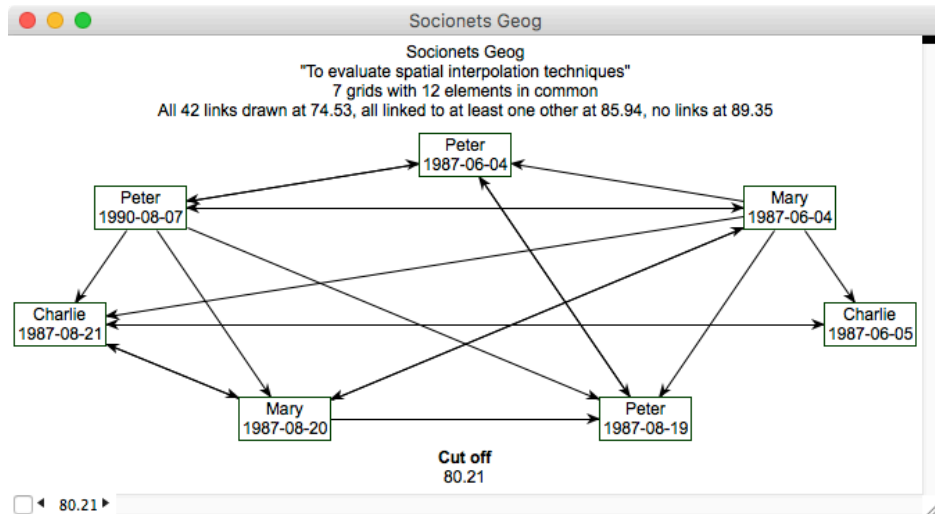 Socionets Geog
Socionets Geog
"To evaluate spatial interpolation techniques"
7 grids with 12 elements in common
All 42 links drawn at 74.53, all linked to at least one other at 85.94, no links at 89.35
Peter
1987-06-04
Peter
1990-08-07
Mary
1987-06-04
Charlie
1987-08-21
Charlie
1987-06-05
Mary
1987-08-20
Peter
1987-08-19
Cut off
80.21
80.21